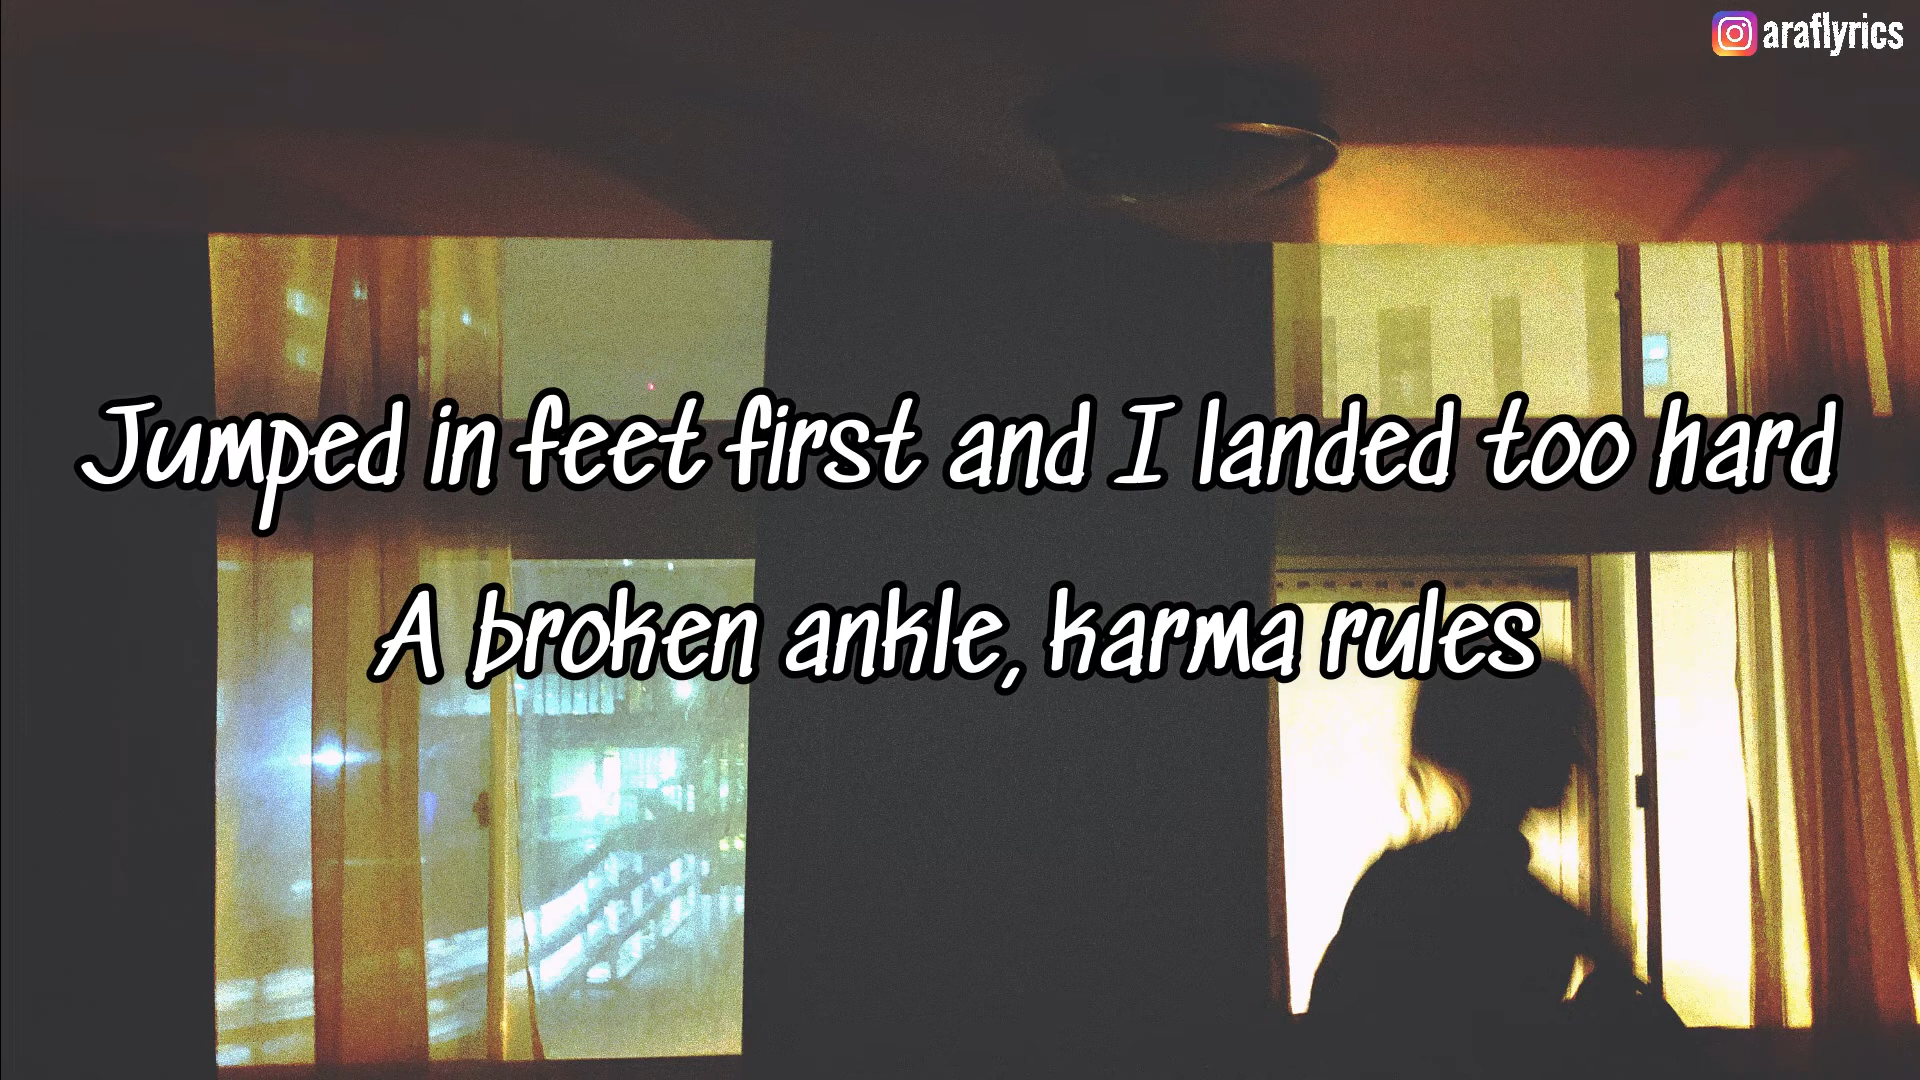 araflyrics
Jumped in feet first and I landed too hard
A broken ankle, karma rules